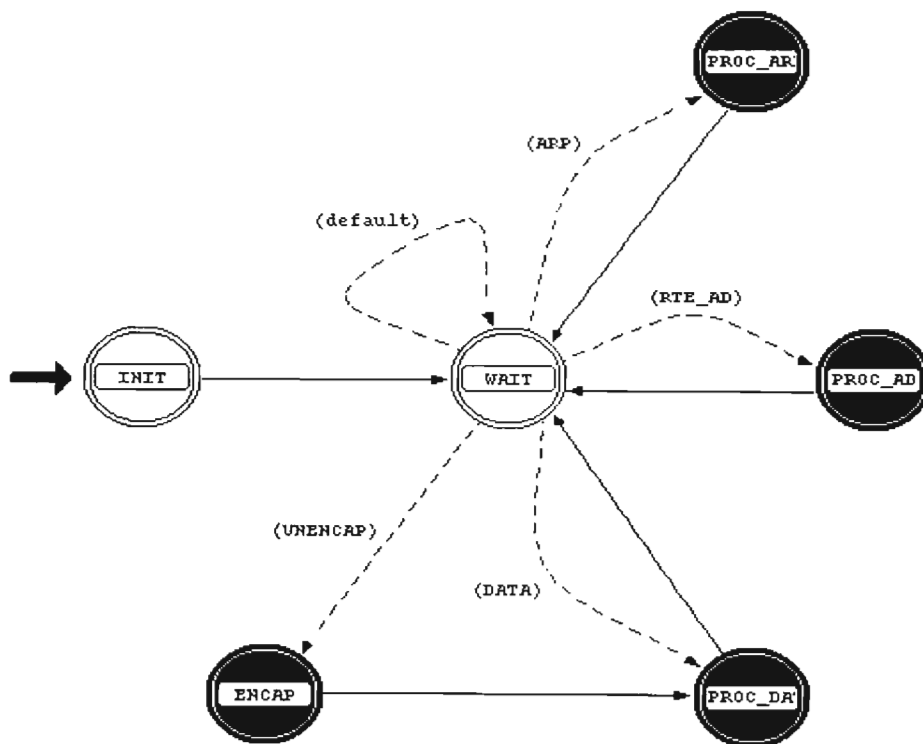 PROC_AR
(ARP)
(default)
(RTE_AD)
INIT
WAIT
PROC_AD
(UNENCAP)
(DATA)
ENCAP
PROC_DA